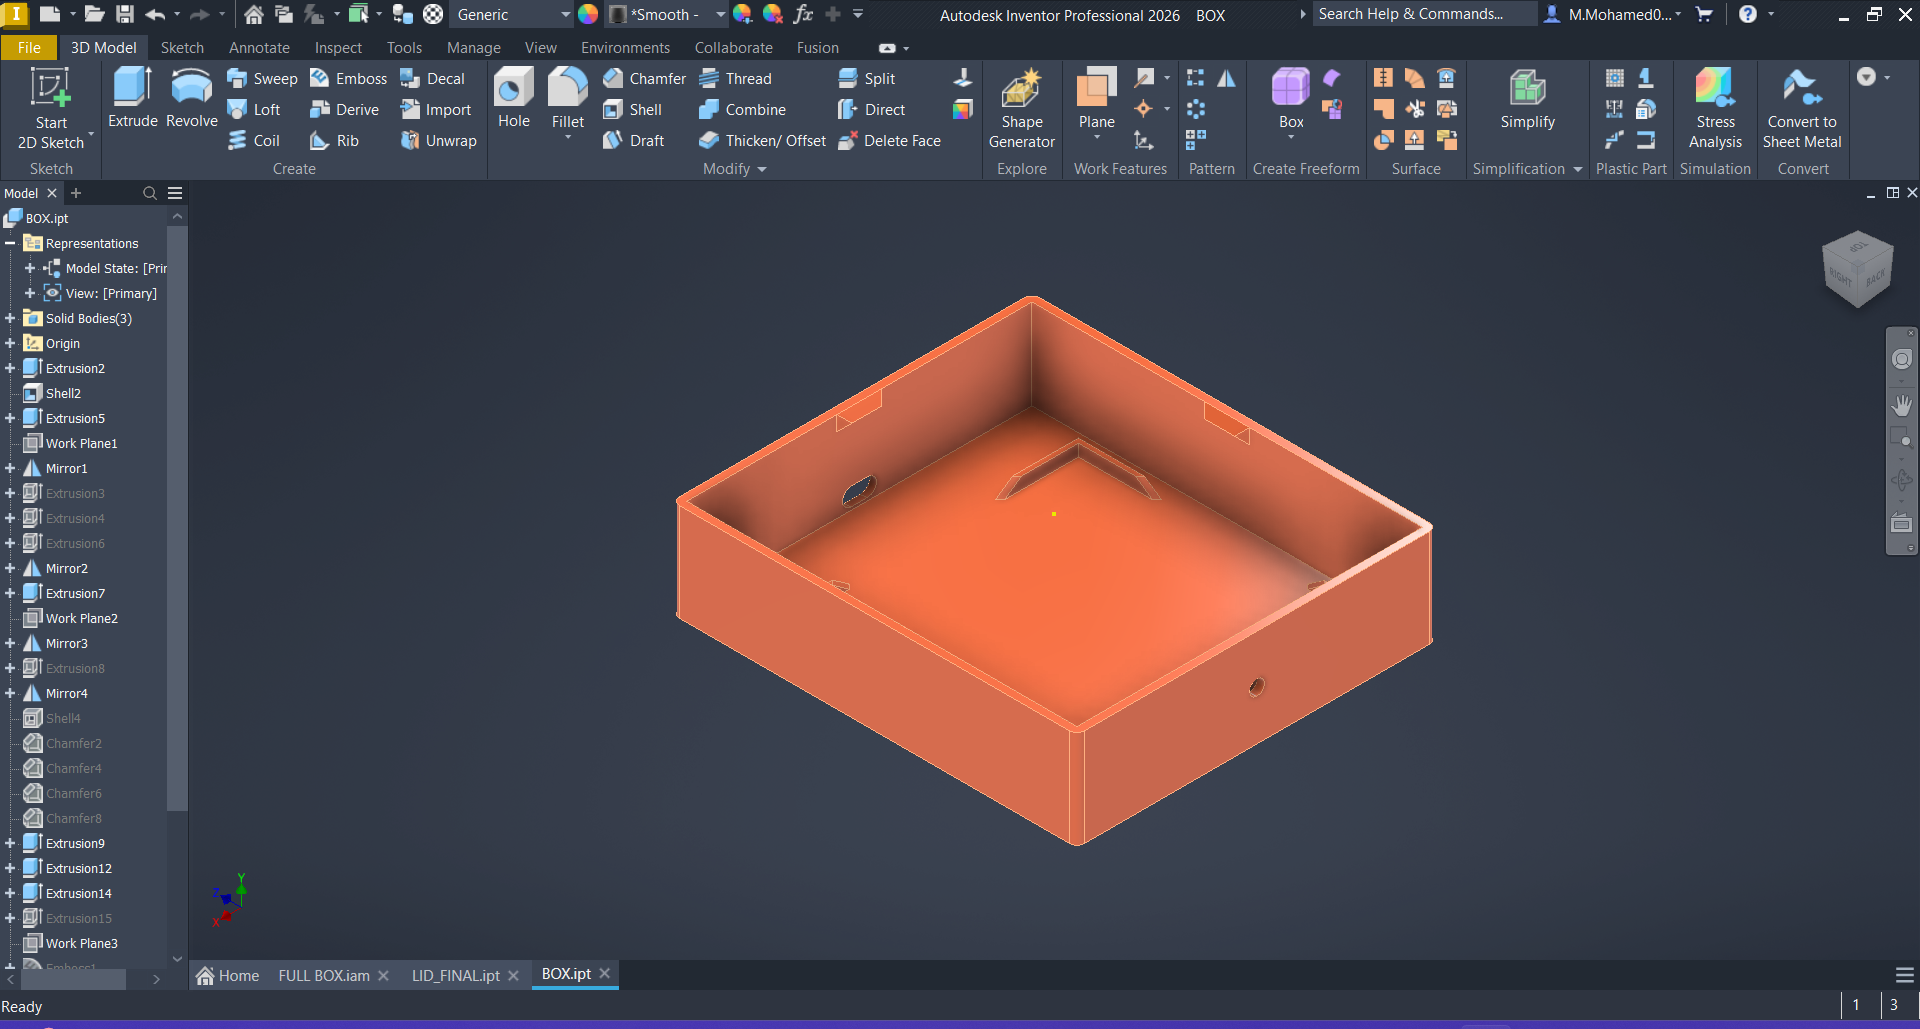 Generic
*Smooth -
fx
Autodesk Inventor Professional 2026 BOX
Search Help & Commands...
M.Mohamed0...
File 3D Model Sketch Annotate Inspect Tools Manage View Environments Collaborate Fusion
Start
2D Sketch
Sketch
Extrude
Revolve
Sweep
Loft
Coil
Emboss
Derive
Rib
Decal
Import
Unwrap
Create
Hole
Fillet
Chamfer
Shell
Draft
Thread
Combine
Thicken/ Offset
Split
Direct
Delete Face
Modify
Shape
Generator
Explore
Plane
Work Features
Pattern
Box
Create Freeform
Surface
Simplify
Simplification
Plastic Part
Stress
Analysis
Simulation
Convert to
Sheet Metal
Convert
Model
BOX.ipt
Representations
Model State: [Prir
View: [Primary]
Solid Bodies(3)
Origin
Extrusion2
Shell2
Extrusion5
Work Plane1
Mirror1
Extrusion3
Extrusion4
Extrusion6
Mirror2
Extrusion7
Work Plane2
Mirror3
Extrusion8
Mirror4
Shell4
Chamfer2
Chamfer4
Chamfer6
Chamfer8
Extrusion9
Extrusion12
Extrusion14
Extrusion15
Work Plane3
Emboss1
TOP
RIGHT
BACK
Y
Z
X
Home
FULL BOX.iam
LID_FINAL.ipt
BOX.ipt
Ready
1
3